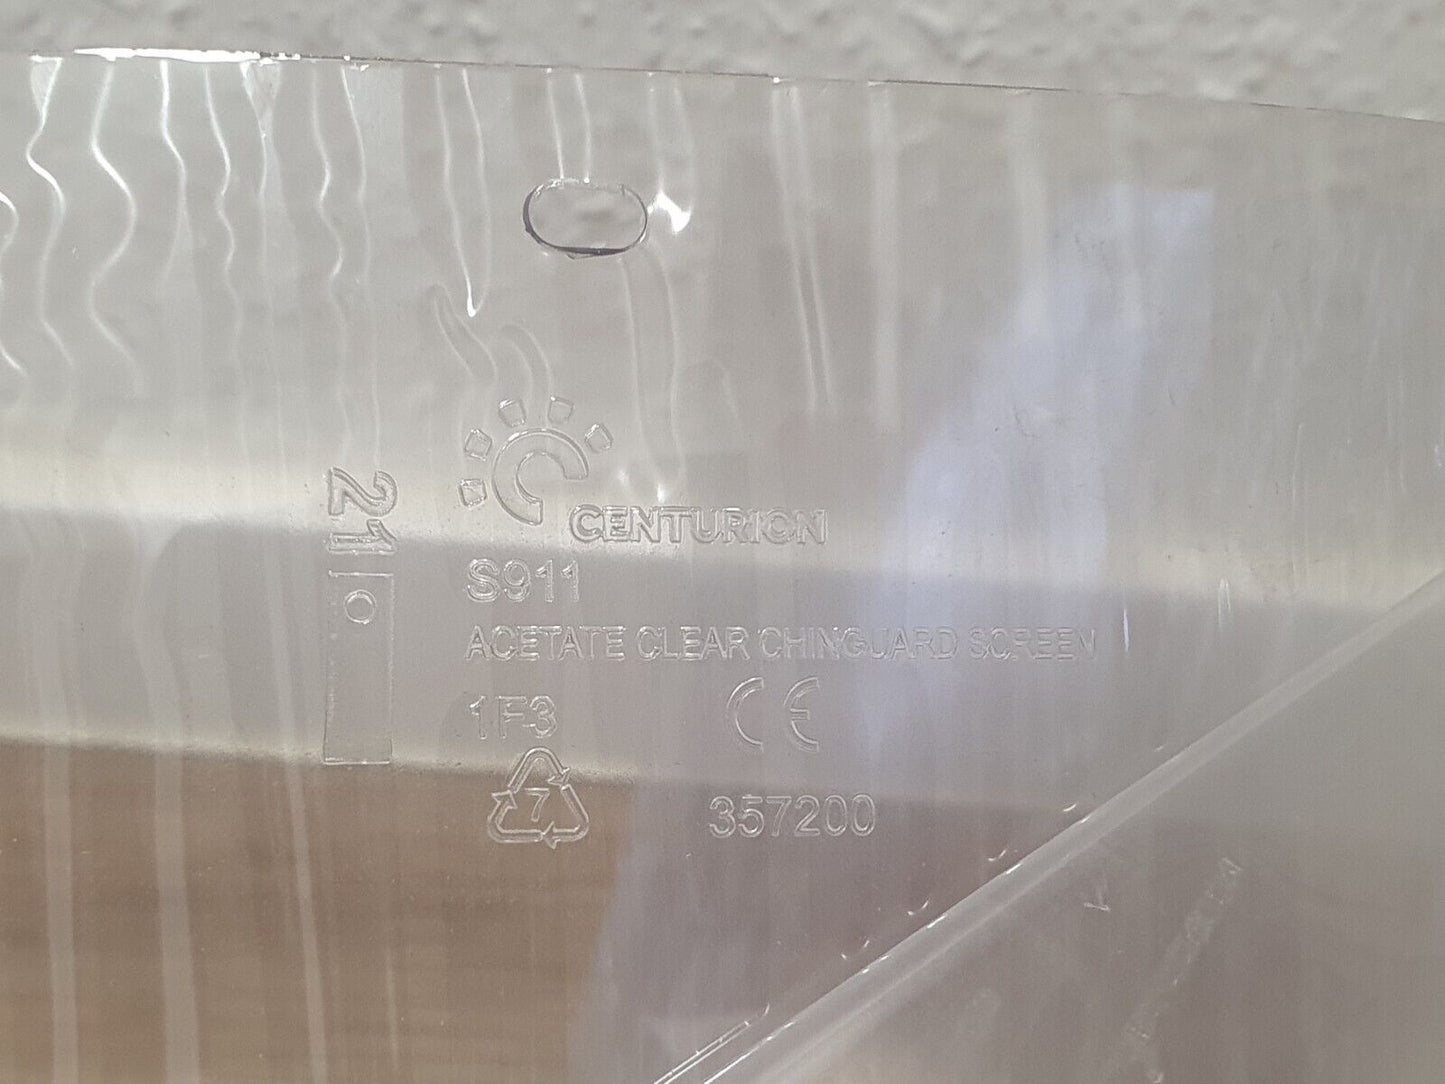 CENTURION
S911
ACETATE CLEAR CHINGUARD SCREEN
1F3
CE
7
357200
21